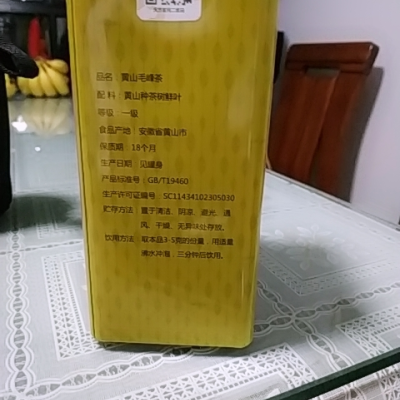 品名：黄山毛峰茶
配 料：黄山种茶树鲜叶
等级：一级
食品产地：安徽省黄山市
保质期：18个月
生产日期：见罐身
产品标准号：GB/T19460
生产许可证编号：SC11434102305030
贮存方法：置于清洁、阴凉、避光、通
风、干燥、无异味处存放。
饮用方法：取本品3-5克的份量，用适量
沸水冲泡，三分钟后饮用。